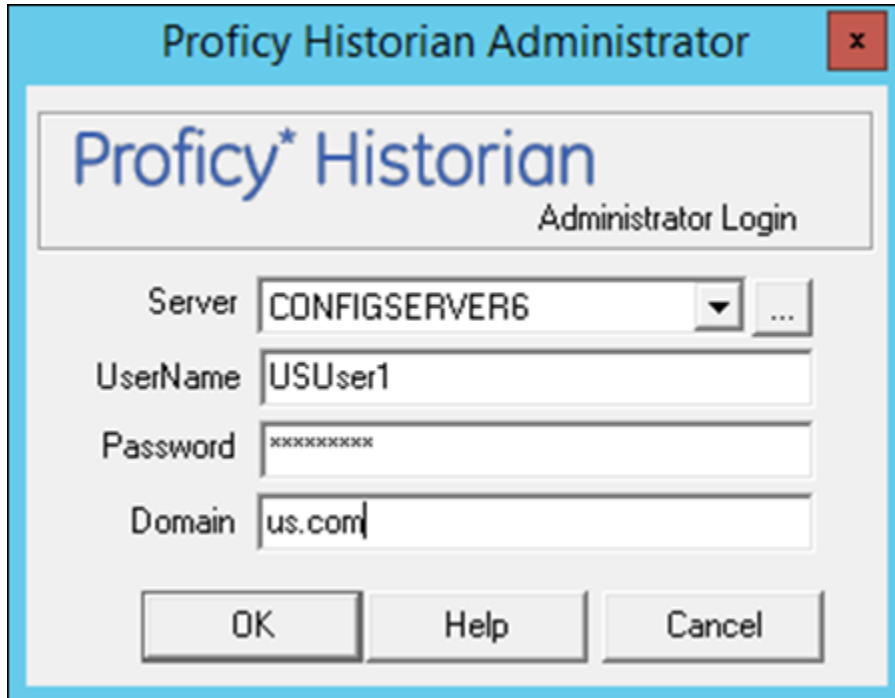 Proficy Historian Administrator
x
Proficy* Historian
Administrator Login
Server CONFIGSERVER6 ...
UserName USUser1
Password *********
Domain us.com
OK Help Cancel